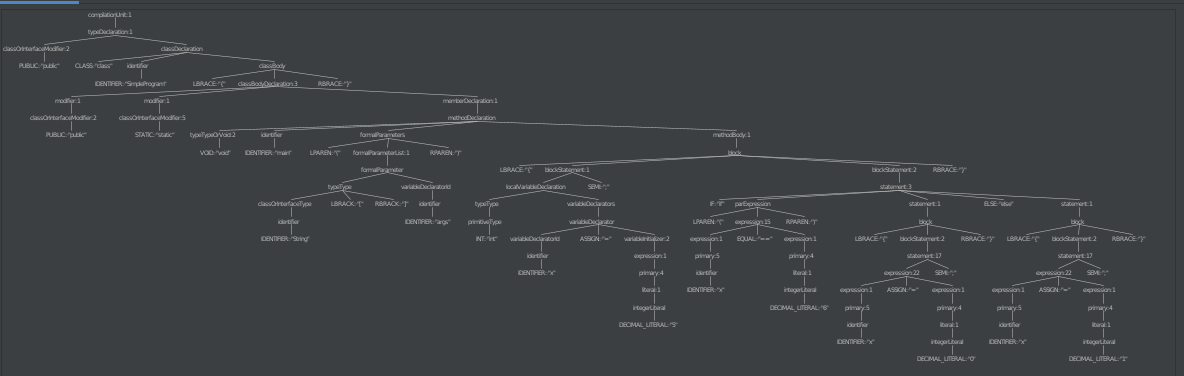 compilationUnit:1
typeDeclaration:1
classOrInterfaceModifier:2 classDeclaration
PUBLIC:"public" CLASS:"class" identifier classBody
IDENTIFIER:"SimpleProgram" LBRACE:"{" classBodyDeclaration:3 RBRACE:"}"
modifier:1 modifier:1 memberDeclaration:1
classOrInterfaceModifier:2 classOrInterfaceModifier:5 methodDeclaration
PUBLIC:"public" STATIC:"static" typeTypeOrVoid:2 identifier formalParameters methodBody:1
VOID:"void" IDENTIFIER:"main" LPAREN:"(" formalParameterList:1 RPAREN:")" block
formalParameter LBRACE:"{" blockStatement:1 blockStatement:2 RBRACE:"}"
typeType variableDeclaratorId localVariableDeclaration SEMI:";" statement:3
classOrInterfaceType LBRACK:"[" RBRACK:"]" identifier typeType variableDeclarators IF:"if" parExpression statement:1 ELSE:"else" statement:1
identifier IDENTIFIER:"args" primitiveType variableDeclarator LPAREN:"(" expression:15 RPAREN:")" block block
IDENTIFIER:"String" INT:"int" variableDeclaratorId ASSIGN:"=" variableInitializer:2 expression:1 EQUAL:"==" expression:1 LBRACE:"{" blockStatement:2 RBRACE:"}" LBRACE:"{" blockStatement:2 RBRACE:"}"
identifier expression:1 primary:5 primary:4 statement:17 statement:17
IDENTIFIER:"x" primary:4 identifier literal:1 expression:22 SEMI:";" expression:22 SEMI:";"
literal:1 IDENTIFIER:"x" integerLiteral expression:1 ASSIGN:"=" expression:1 expression:1 ASSIGN:"=" expression:1
integerLiteral DECIMAL_LITERAL:"6" primary:5 primary:4 primary:5 primary:4
DECIMAL_LITERAL:"5" identifier literal:1 identifier literal:1
IDENTIFIER:"x" integerLiteral IDENTIFIER:"x" integerLiteral
DECIMAL_LITERAL:"0" DECIMAL_LITERAL:"1"